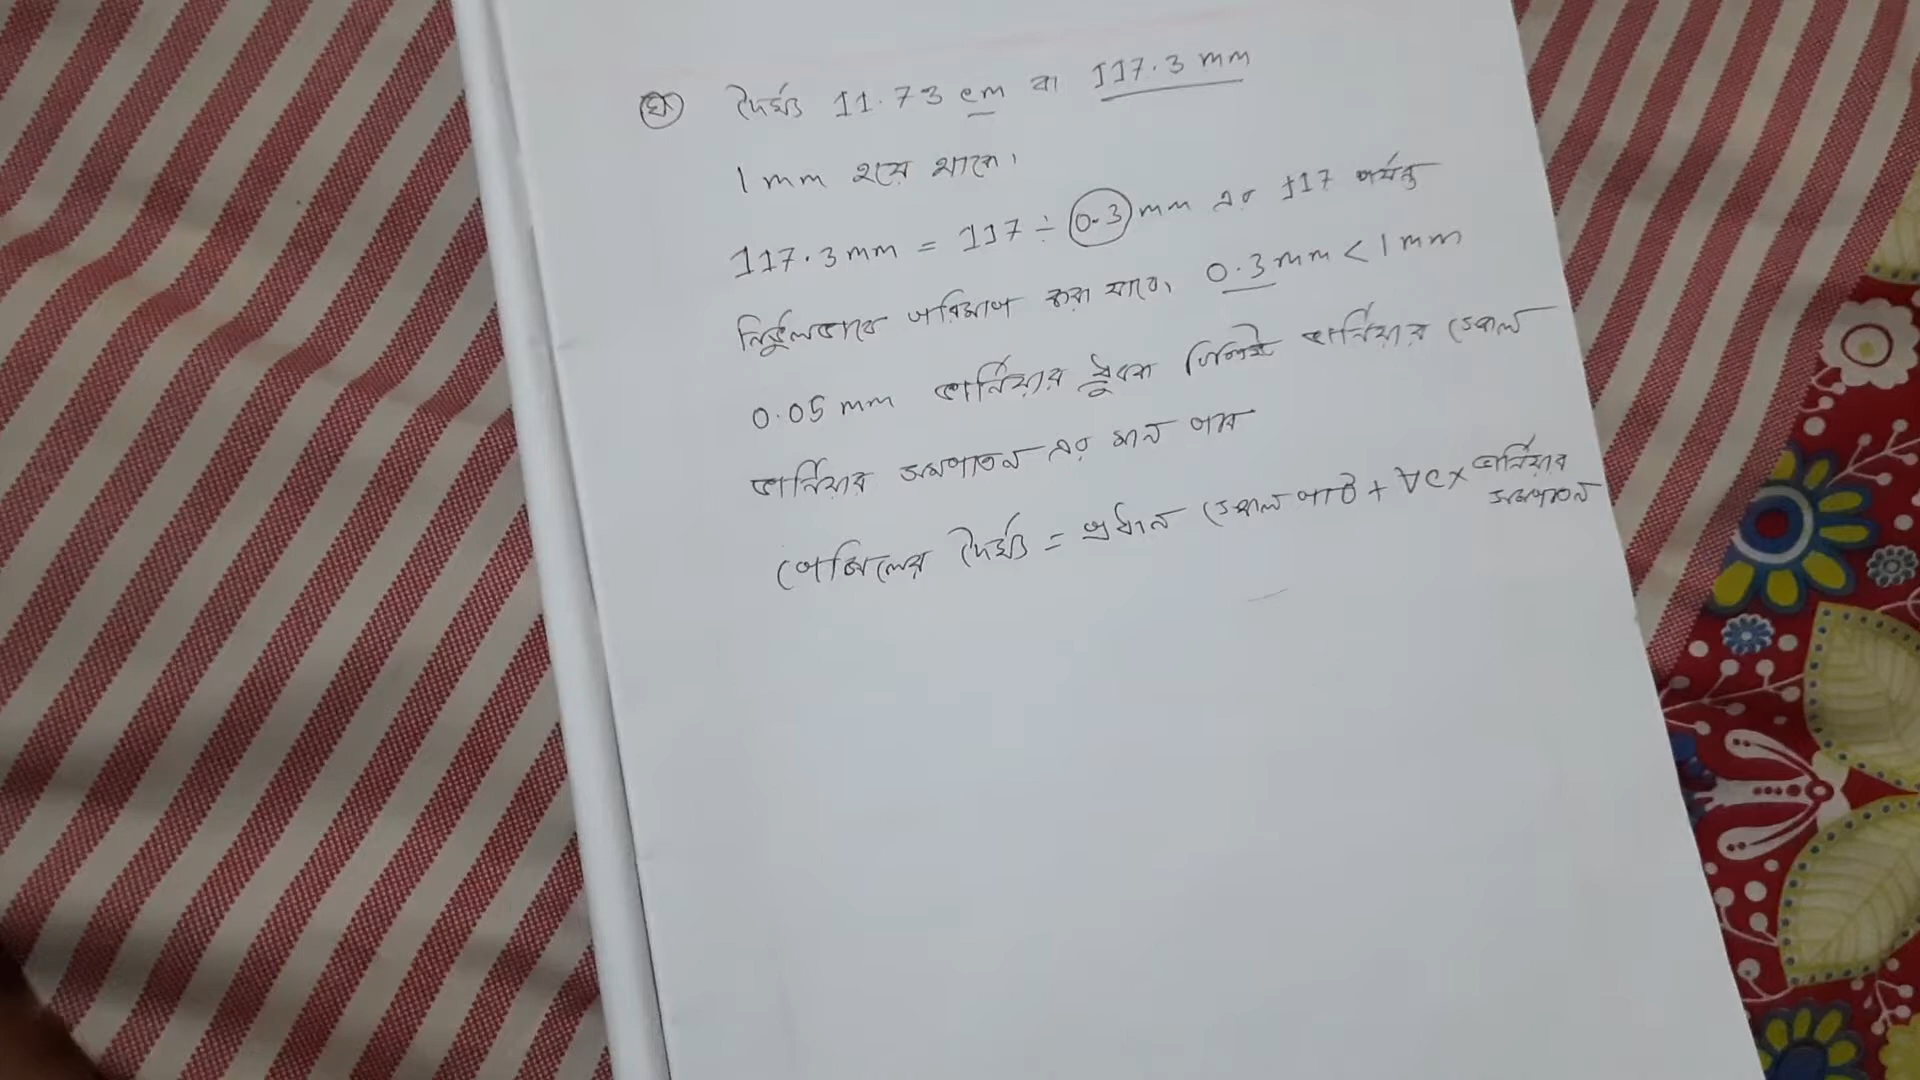 ঘ দৈর্ঘ্য 11.73 cm বা 117.3 mm
1 mm হয়ে থাকে।
117.3 mm = 117 ÷ 0.3 mm এর 117 পর্যন্ত
নির্ভুলভাবে পরিমাপ করা যাবে। 0.3 mm < 1 mm
0.05 mm ভার্নিয়ার ধ্রুবক ভার্নিয়ার স্কেল
ভার্নিয়ার সমপাতন এর মান পাব
পেন্সিলের দৈর্ঘ্য = প্রধান স্কেল পাঠ + VC × ভার্নিয়ার
সমপাতন